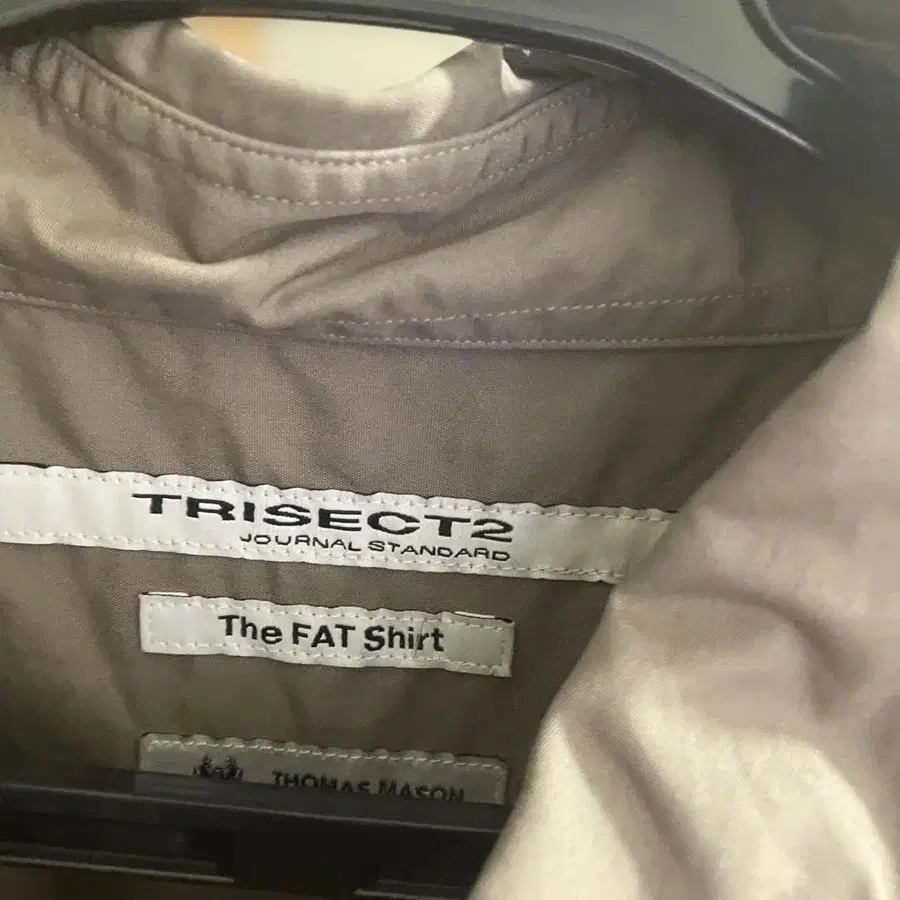 TRISECT2
JOURNAL STANDARD
The FAT Shirt
THOMAS MASON